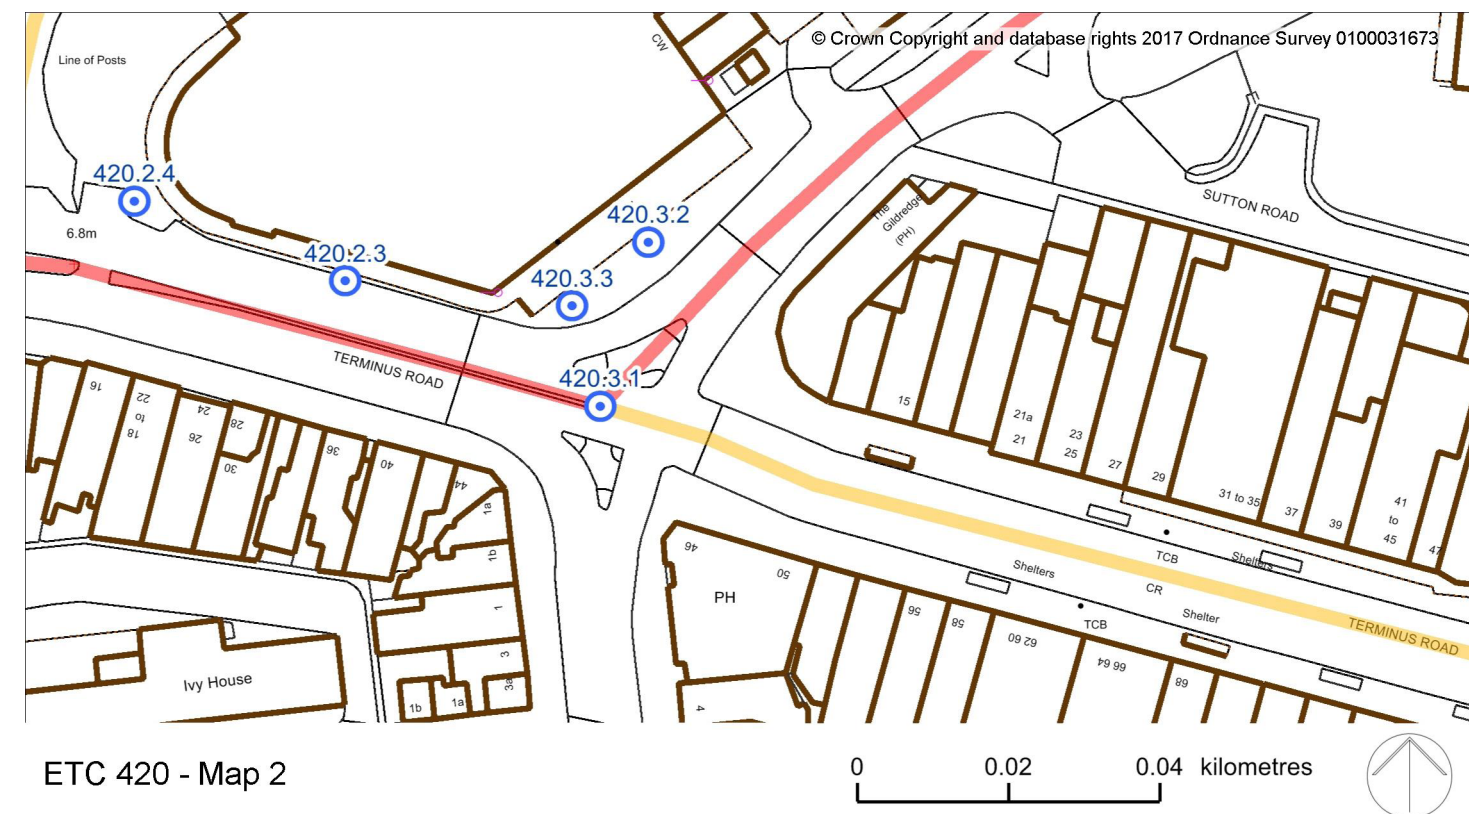 © Crown Copyright and database rights 2017 Ordnance Survey 0100031673
CW
Line of Posts
420.2.4
6.8m
420.2.3
420.3.2
420.3.3
420.3.1
The
Gildredge
(PH)
SUTTON ROAD
TERMINUS ROAD
16
22
to
18
24
26
28
30
36
40
44
1a
1b
1
3
3a
1b
1a
Ivy House
15
21a
21
23
25
27
29
31 to 35
37
39
41
to
45
47
TCB
Shelters
Shelters
CR
Shelter
TCB
TERMINUS ROAD
46
50
PH
4
56
58
62 60
66 64
68
ETC 420 - Map 2
0
0.02
0.04 kilometres